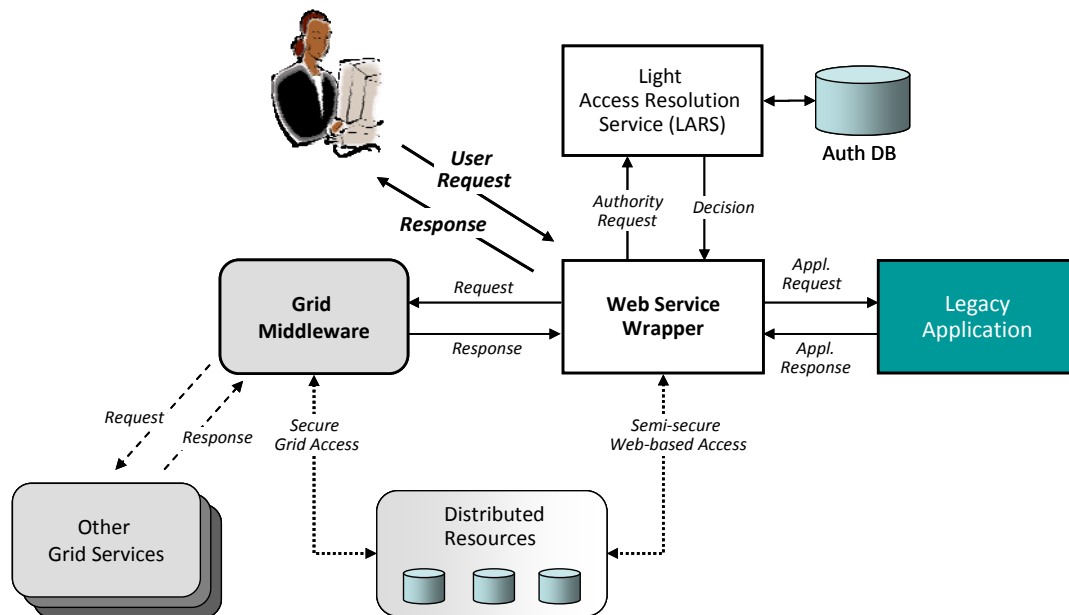 Light
Access Resolution
Service (LARS)
Auth DB
User
Request
Response
Authority
Request
Decision
Grid
Middleware
Request
Response
Web Service
Wrapper
Appl.
Request
Appl.
Response
Legacy
Application
Request
Response
Secure
Grid Access
Semi-secure
Web-based Access
Other
Grid Services
Distributed
Resources